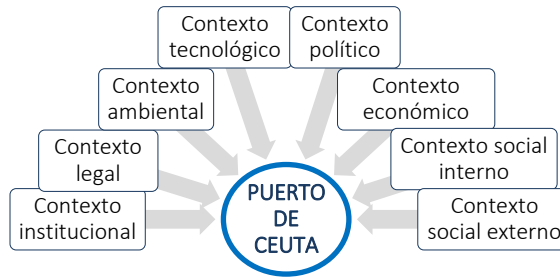 Contexto
tecnológico
Contexto
político
Contexto
ambiental
Contexto
económico
Contexto
legal
Contexto social
interno
Contexto
institucional
PUERTO
DE
CEUTA
Contexto
social externo